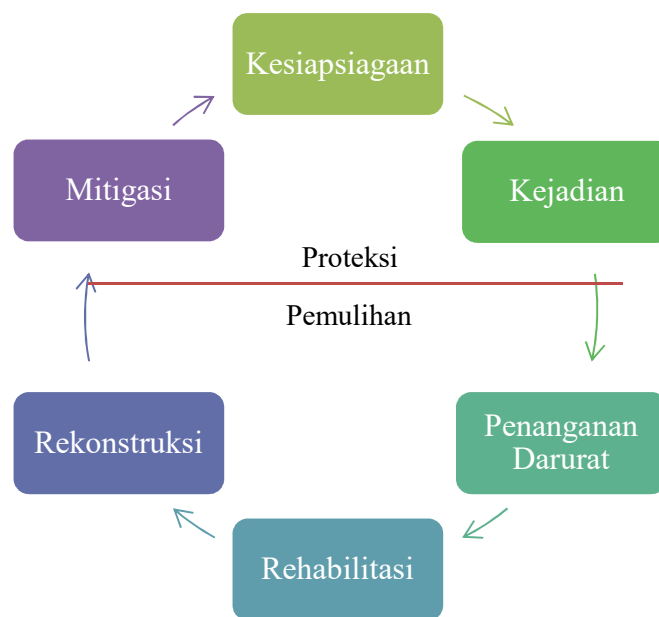 Kesiapsiagaan
Mitigasi
Kejadian
Proteksi
Pemulihan
Rekonstruksi
Penanganan
Darurat
Rehabilitasi